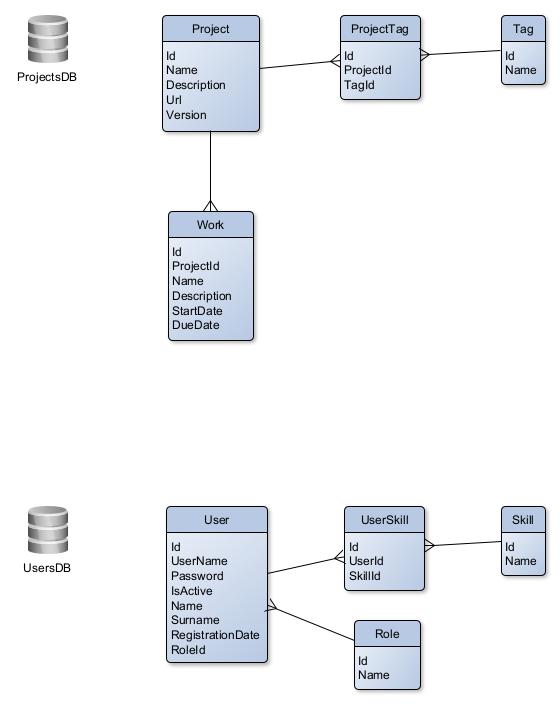 ProjectsDB
Project
Id
Name
Description
Url
Version
ProjectTag
Id
ProjectId
TagId
Tag
Id
Name
Work
Id
ProjectId
Name
Description
StartDate
DueDate
UsersDB
User
Id
UserName
Password
IsActive
Name
Surname
RegistrationDate
RoleId
UserSkill
Id
UserId
SkillId
Skill
Id
Name
Role
Id
Name